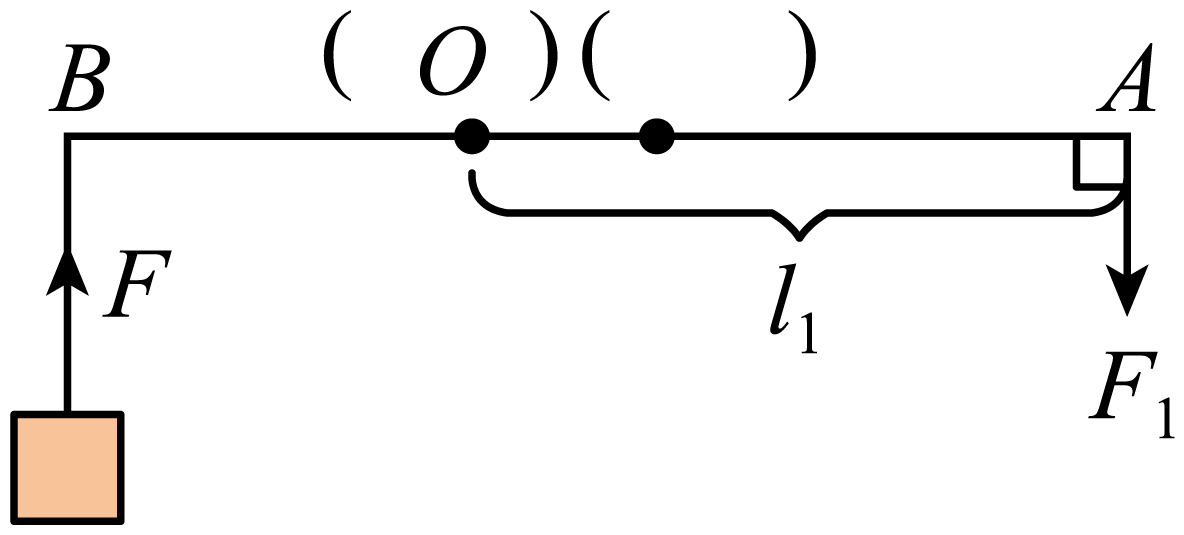 B ( O ) ( ) A
F
l₁
F₁